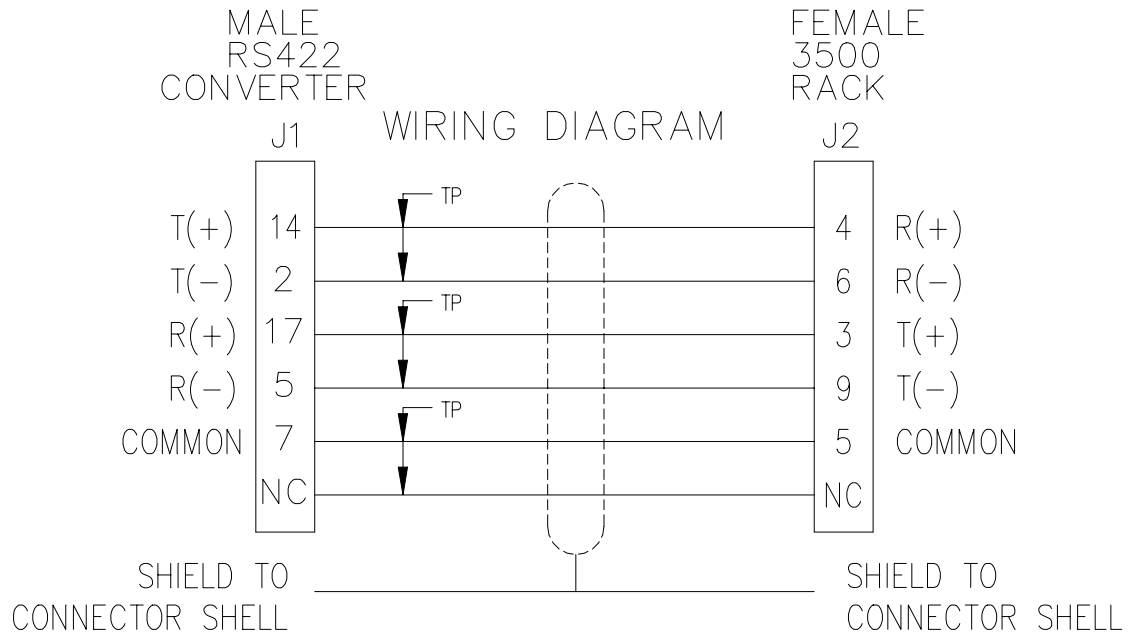 MALE
RS422
CONVERTER
FEMALE
3500
RACK
WIRING DIAGRAM
J1
J2
TP
T(+) 14 4 R(+)
T(−) 2 6 R(−)
TP
R(+) 17 3 T(+)
R(−) 5 9 T(−)
TP
COMMON 7 5 COMMON
NC NC
SHIELD TO
CONNECTOR SHELL
SHIELD TO
CONNECTOR SHELL